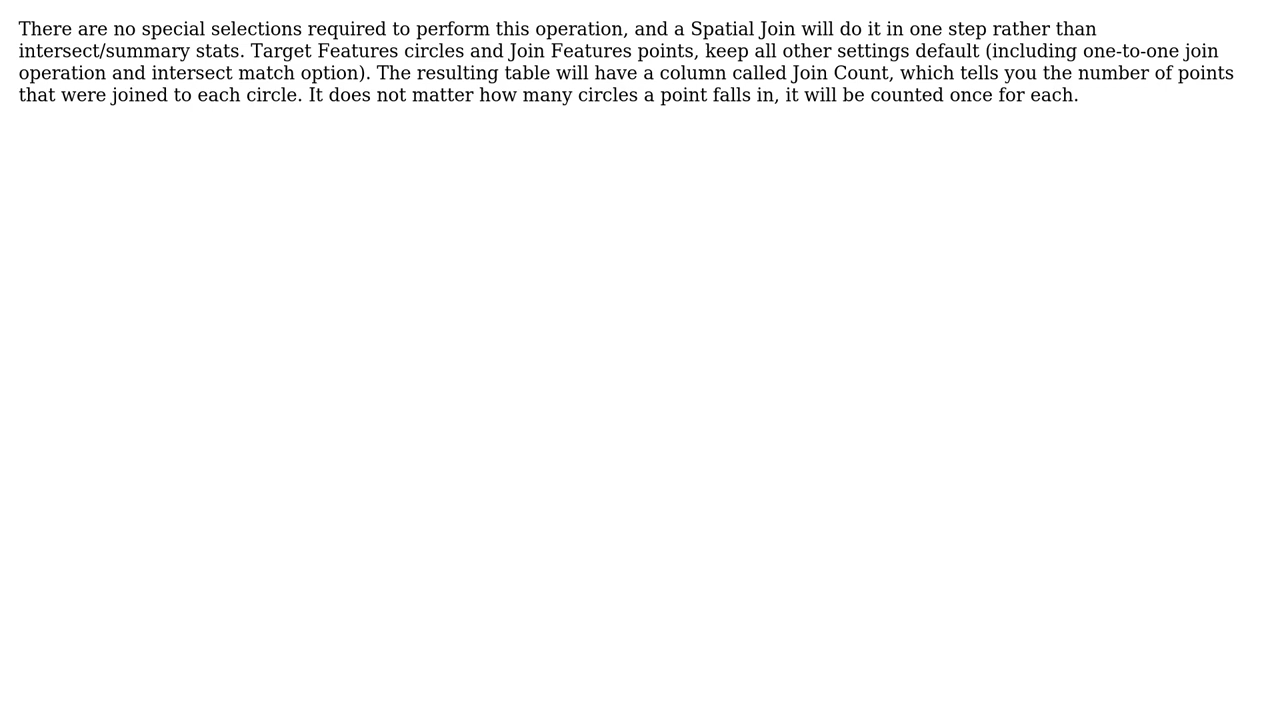 There are no special selections required to perform this operation, and a Spatial Join will do it in one step rather than
intersect/summary stats. Target Features circles and Join Features points, keep all other settings default (including one-to-one join
operation and intersect match option). The resulting table will have a column called Join Count, which tells you the number of points
that were joined to each circle. It does not matter how many circles a point falls in, it will be counted once for each.